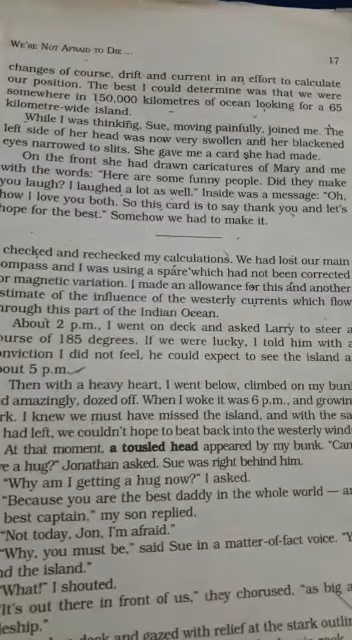 WE'RE NOT AFRAID TO DIE ...
17
changes of course, drift and current in an effort to calculate
our position. The best I could determine was that we were
somewhere in 150,000 kilometres of ocean looking for a 65
kilometre-wide island.
While I was thinking, Sue, moving painfully, joined me. The
left side of her head was now very swollen and her blackened
eyes narrowed to slits. She gave me a card she had made.
On the front she had drawn caricatures of Mary and me
with the words: "Here are some funny people. Did they make
you laugh? I laughed a lot as well." Inside was a message: "Oh,
how I love you both. So this card is to say thank you and let's
hope for the best." Somehow we had to make it.
checked and rechecked my calculations. We had lost our main
ompass and I was using a spare which had not been corrected
or magnetic variation. I made an allowance for this and another
stimate of the influence of the westerly currents which flow
hrough this part of the Indian Ocean.
About 2 p.m., I went on deck and asked Larry to steer a
ourse of 185 degrees. If we were lucky, I told him with a
onviction I did not feel, he could expect to see the island a
bout 5 p.m.
Then with a heavy heart, I went below, climbed on my bun
d amazingly, dozed off. When I woke it was 6 p.m., and growin
rk. I knew we must have missed the island, and with the sa
had left, we couldn't hope to beat back into the westerly wind
At that moment, a tousled head appeared by my bunk. "Can
e a hug?" Jonathan asked. Sue was right behind him.
"Why am I getting a hug now?" I asked.
"Because you are the best daddy in the whole world — a
best captain," my son replied.
"Not today, Jon, I'm afraid."
"Why, you must be," said Sue in a matter-of-fact voice. "Y
nd the island."
"What!" I shouted.
"It's out there in front of us," they chorused, "as big a
leship."
deck and gazed with relief at the stark outlin